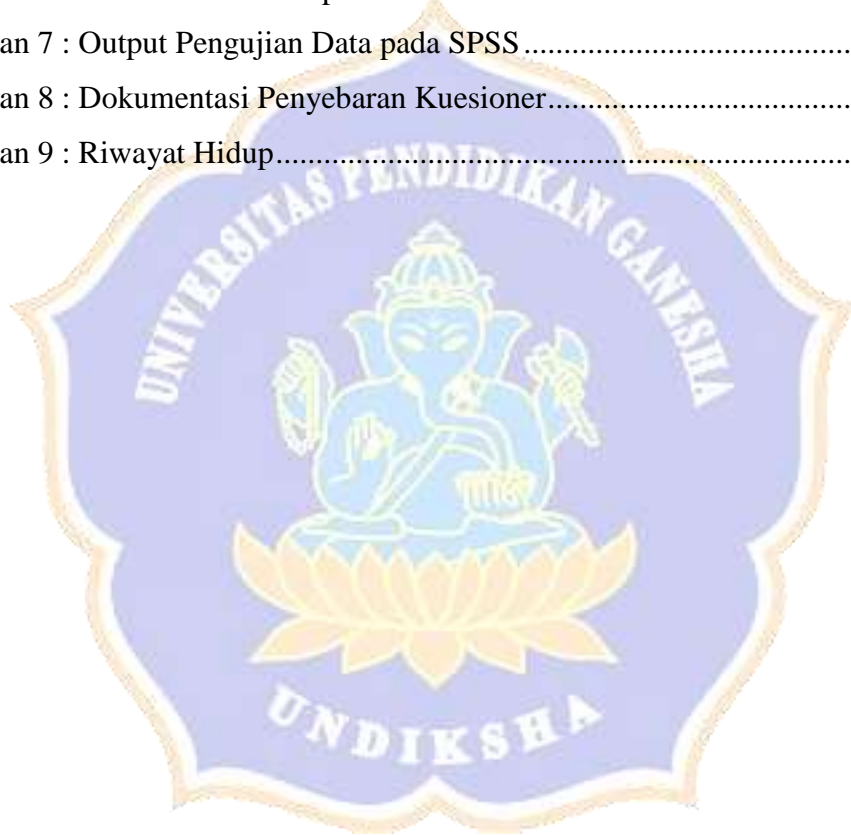 an 7 : Output Pengujian Data pada SPSS.........................................
an 8 : Dokumentasi Penyebaran Kuesioner......................................
an 9 : Riwayat Hidup........................................................................
UNIVERSITAS PENDIDIKAN GANESHA
UNDIKSHA